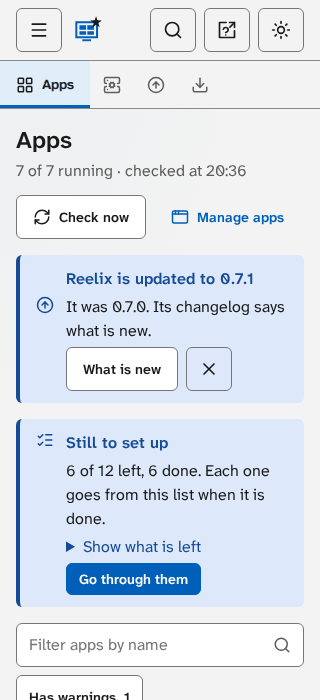 Apps
Apps
7 of 7 running · checked at 20:36
Check now
Manage apps
Reelix is updated to 0.7.1
It was 0.7.0. Its changelog says
what is new.
What is new
Still to set up
6 of 12 left, 6 done. Each one
goes from this list when it is
done.
Show what is left
Go through them
Filter apps by name
Has warnings 1